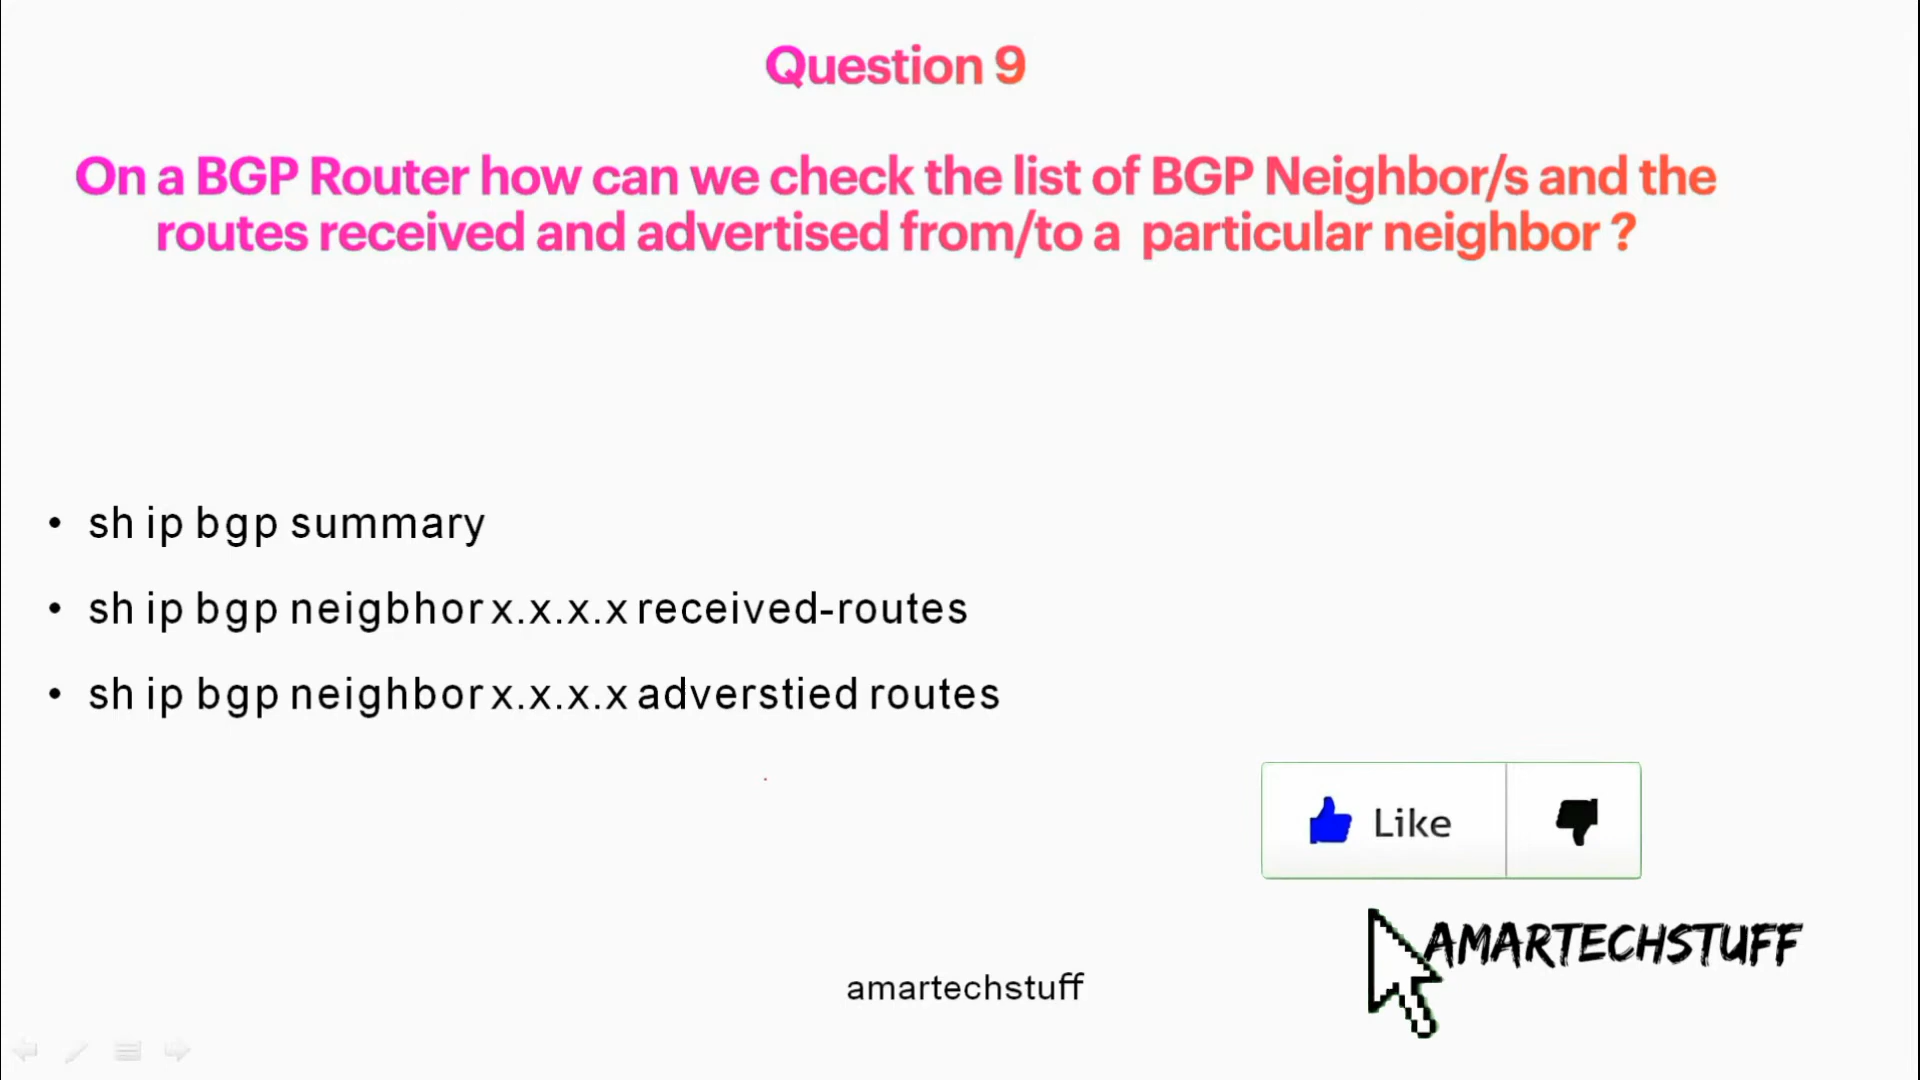 Question 9
On a BGP Router how can we check the list of BGP Neighbor/s and the
routes received and advertised from/to a particular neighbor ?
• sh ip bgp summary
• sh ip bgp neigbhor x.x.x.x received-routes
• sh ip bgp neighbor x.x.x.x adverstied routes
Like
AMARTECHSTUFF
amartechstuff